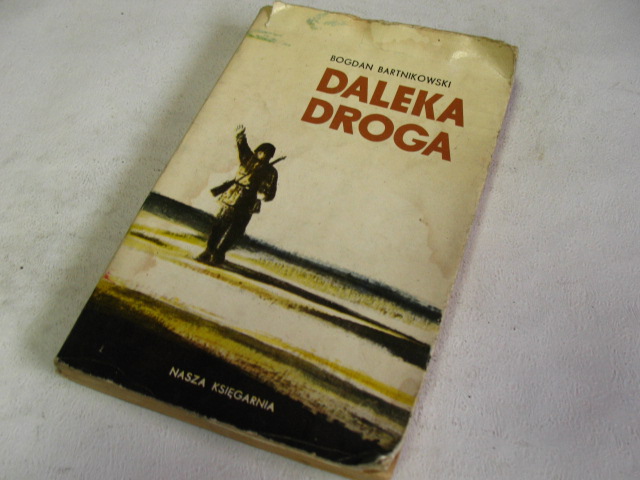 BOGDAN BARTNIKOWSKI
DALEKA
DROGA
NASZA KSIĘGARNIA